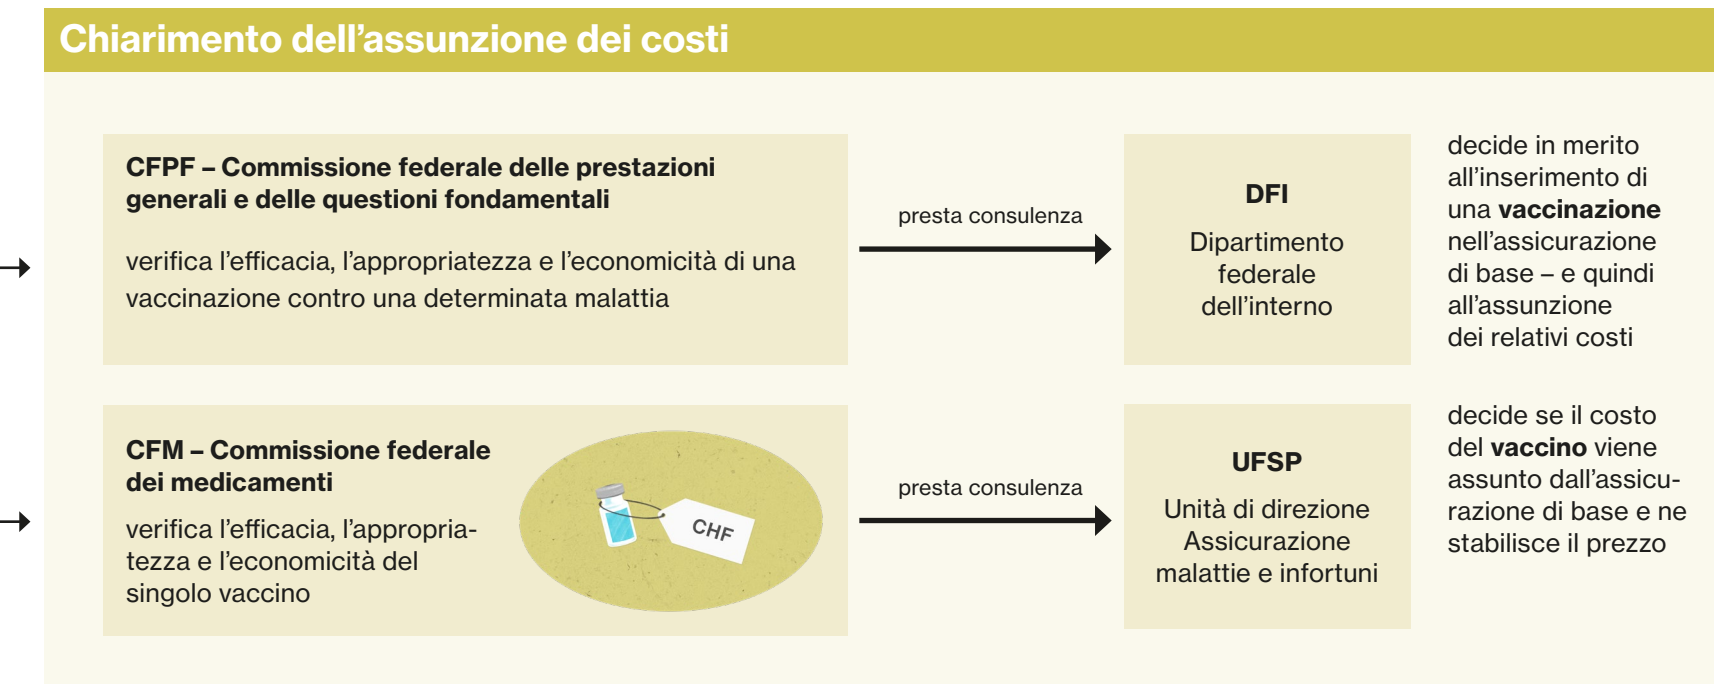 Chiarimento dell’assunzione dei costi
CFPF – Commissione federale delle prestazioni
generali e delle questioni fondamentali
verifica l’efficacia, l’appropriatezza e l’economicità di una
vaccinazione contro una determinata malattia
presta consulenza
DFI
Dipartimento
federale
dell’interno
decide in merito
all’inserimento di
una vaccinazione
nell’assicurazione
di base – e quindi
all’assunzione
dei relativi costi
CFM – Commissione federale
dei medicamenti
verifica l’efficacia, l’appropria-
tezza e l’economicità del
singolo vaccino
CHF
presta consulenza
UFSP
Unità di direzione
Assicurazione
malattie e infortuni
decide se il costo
del vaccino viene
assunto dall’assicu-
razione di base e ne
stabilisce il prezzo